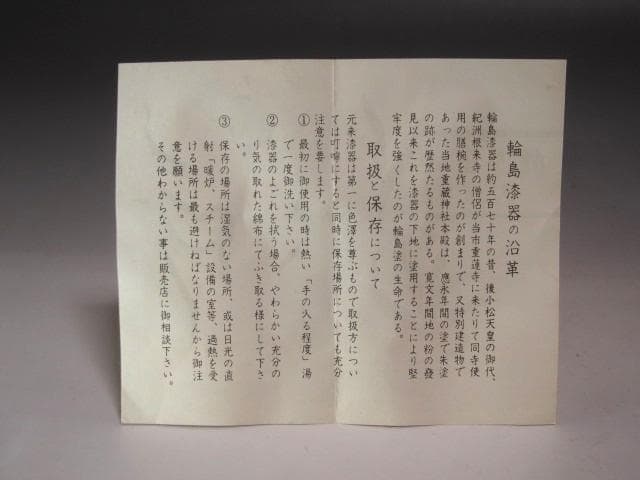 輪島漆器の沿革
輪島漆器は約五百七十年の昔、後小松天皇の御代、
紀洲根来寺の僧侶が当市重蓮寺に来たりて同寺使
用の膳椀を作ったのが創まりで、又特別建造物で
あった当地重蔵神社本殿は、應永年間の塗で朱塗
の跡が歴然たるものがある。寛文年間地の粉の發
見以来これを漆器の下地に塗用することにより堅
牢度を強くしたのが輪島塗の生命である。
取扱と保存について
元来漆器は第一に色澤を尊ぶもので取扱方につい
ては叮嚀にすると同時に保存場所についても充分
注意を要します。
① 最初に御使用の時は熱い「手の入る程度」湯
で一度御洗い下さい。
② 漆器のよごれを拭う場合、やわらかい充分の
り気の取れた綿布にてふき取る様にして下さ
い。
③ 保存の場所は湿気のない場所、或は日光の直
射「暖炉、スチーム」設備の室等、過熱を受
ける場所は最も避けねばなりませんから御注
意を願います。
その他わからない事は販売店に御相談下さい。